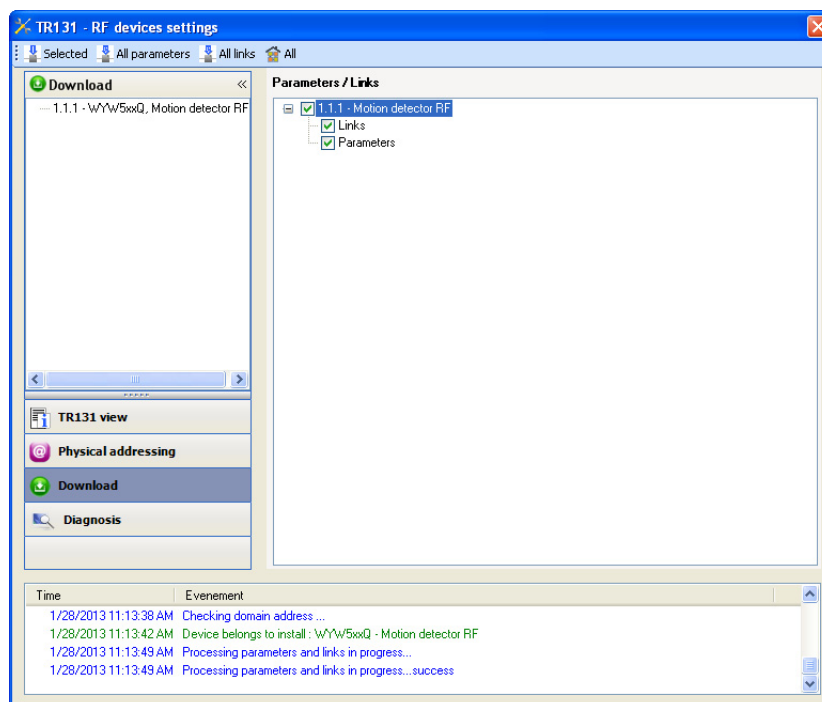 TR131 - RF devices settings
Selected All parameters All links All
Download «
1.1.1 - WYW5xxQ, Motion detector RF
TR131 view
Physical addressing
Download
Diagnosis
Parameters / Links
1.1.1 - Motion detector RF
Links
Parameters
Time Evenement
1/28/2013 11:13:38 AM Checking domain address ...
1/28/2013 11:13:42 AM Device belongs to install : WYW5xxQ - Motion detector RF
1/28/2013 11:13:49 AM Processing parameters and links in progress...
1/28/2013 11:13:49 AM Processing parameters and links in progress...success